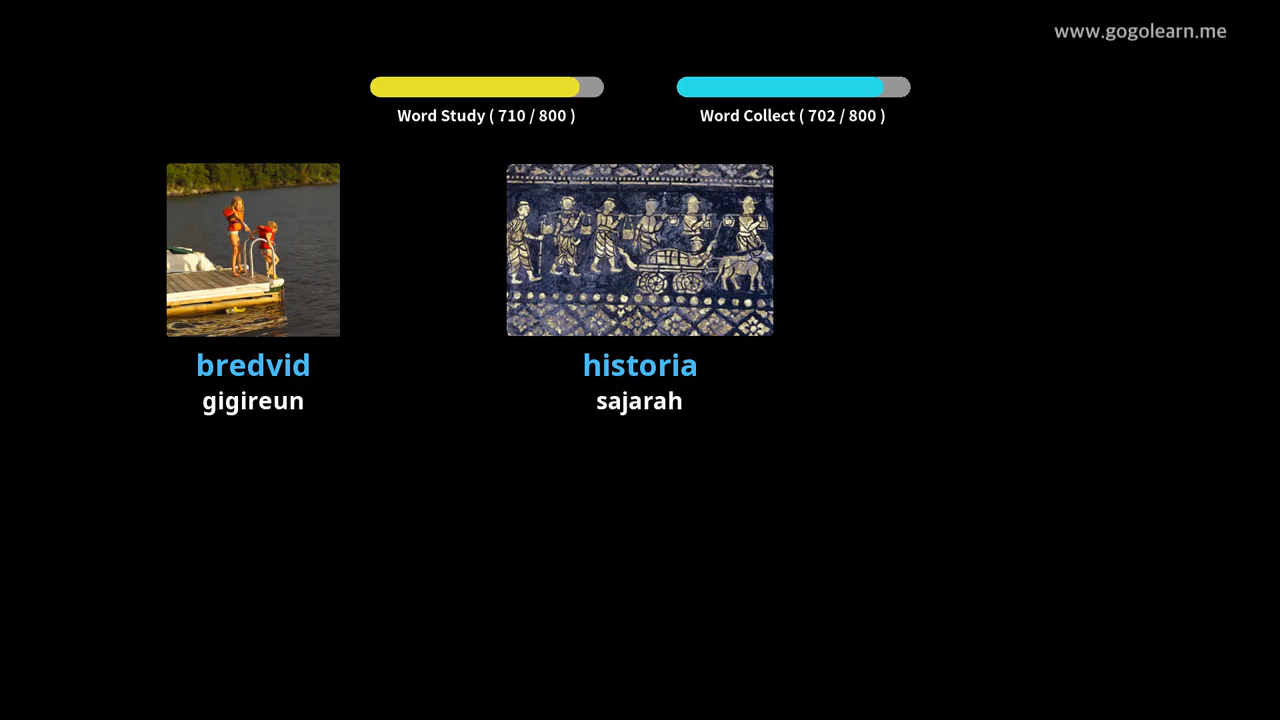 www.gogolearn.me
Word Study ( 710 / 800 )
Word Collect ( 702 / 800 )
bredvid
gigireun
historia
sajarah